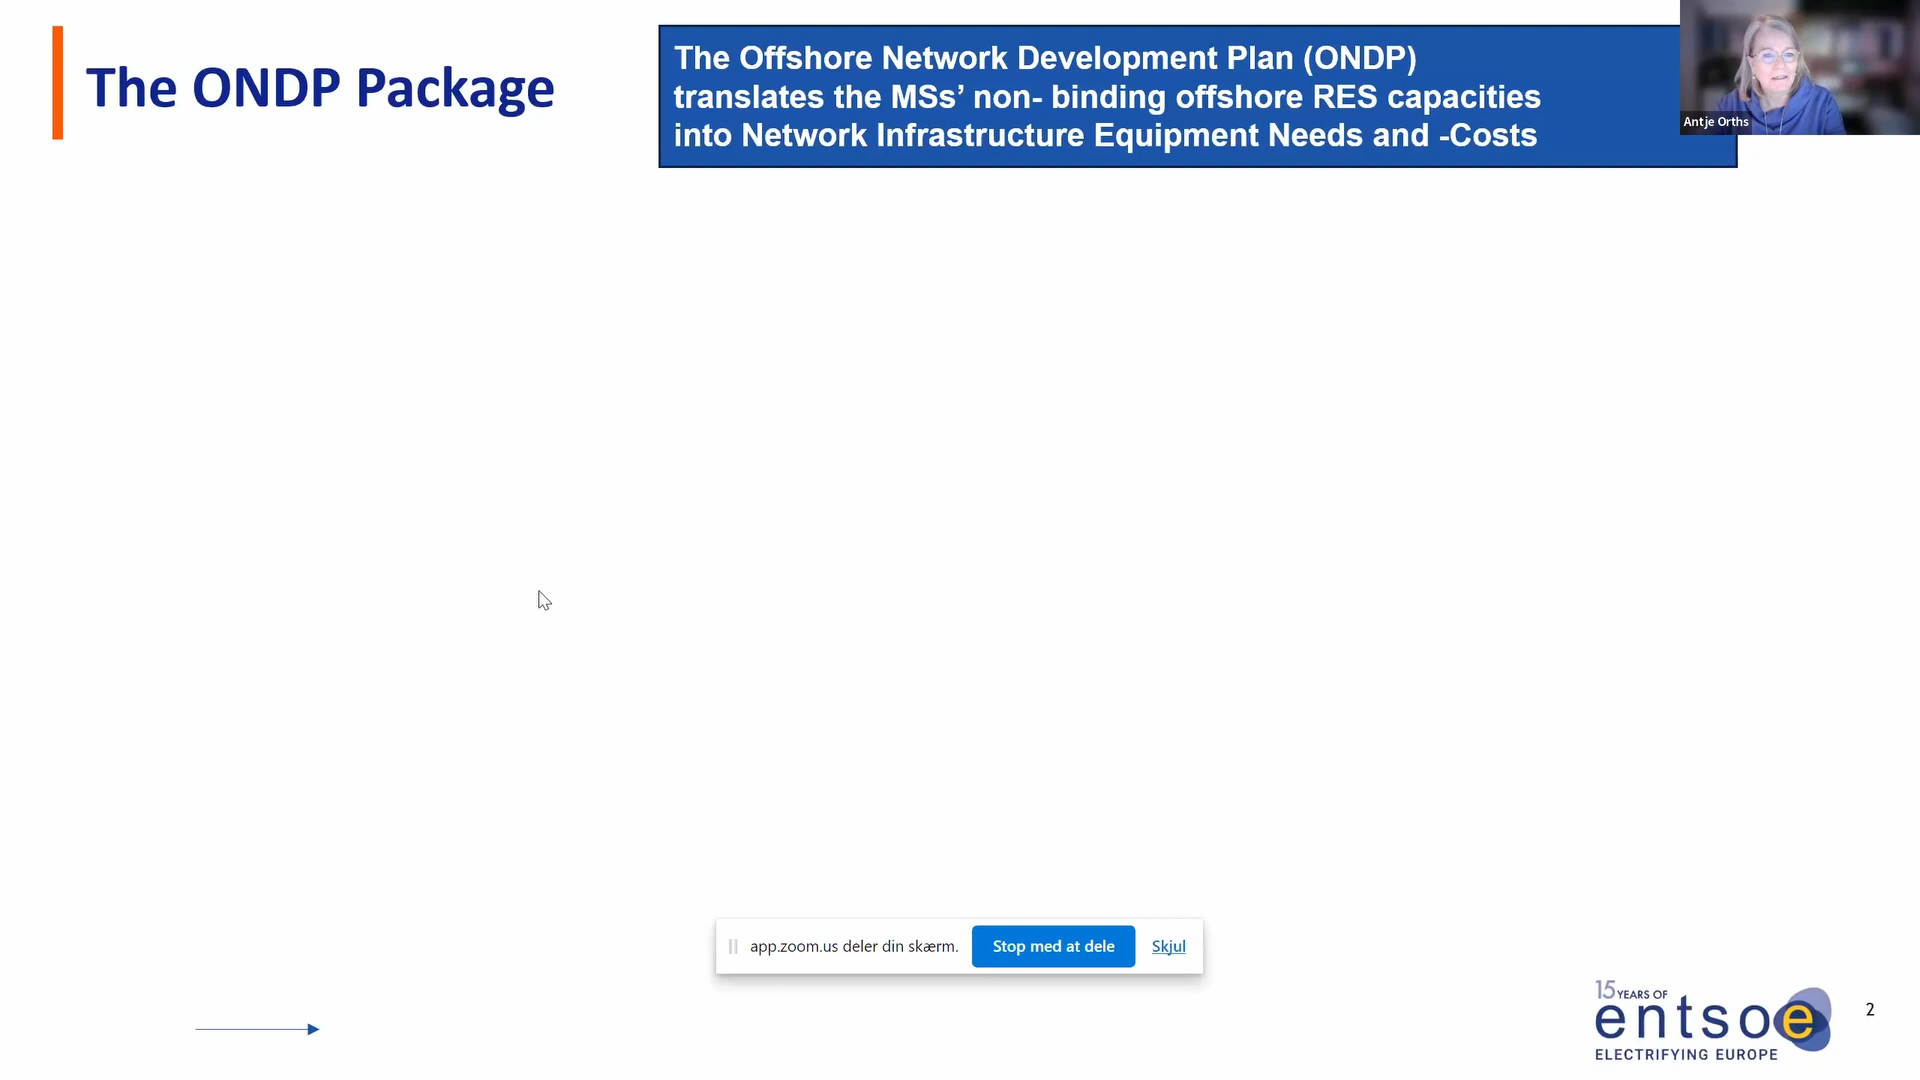 The ONDP Package
The Offshore Network Development Plan (ONDP)
translates the MSs’ non- binding offshore RES capacities
into Network Infrastructure Equipment Needs and -Costs
Antje Orths
app.zoom.us deler din skærm.
Stop med at dele
Skjul
15 YEARS OF
entsoe
ELECTRIFYING EUROPE
2